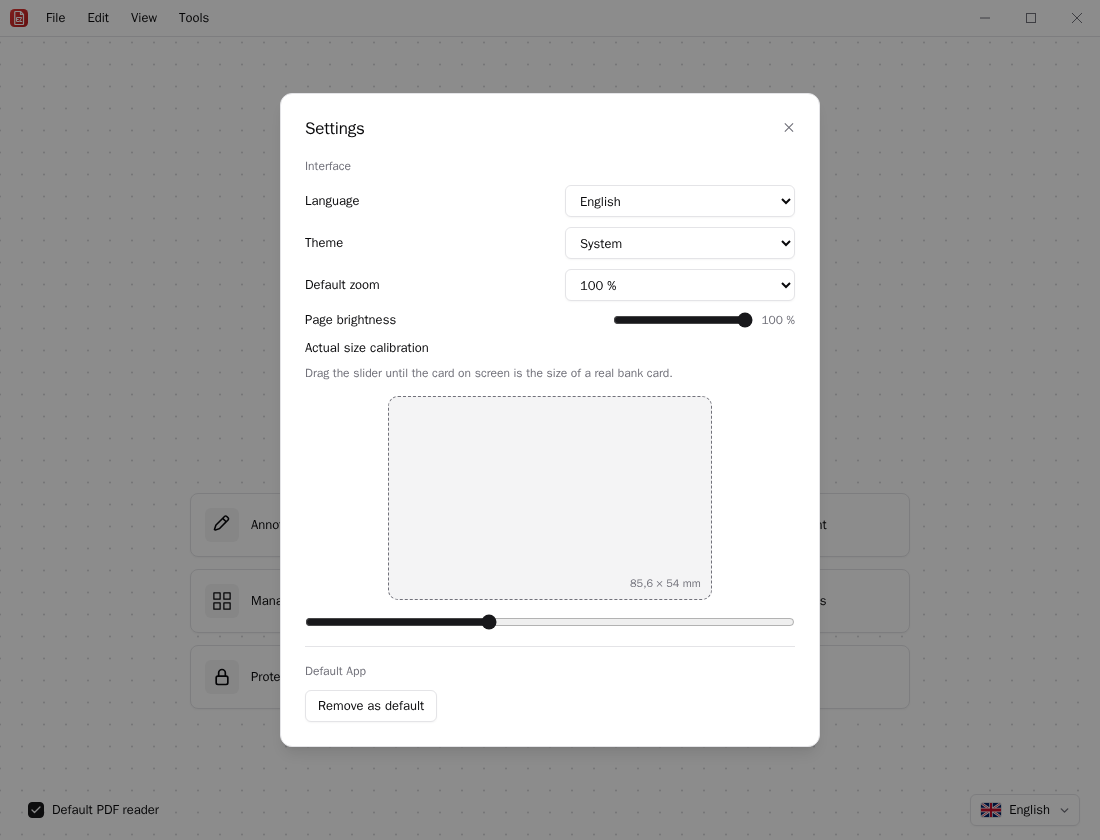 File Edit View Tools
Settings
Interface
Language English
Theme System
Default zoom 100 %
Page brightness 100 %
Actual size calibration
Drag the slider until the card on screen is the size of a real bank card.
85,6 × 54 mm
Default App
Remove as default
Default PDF reader English